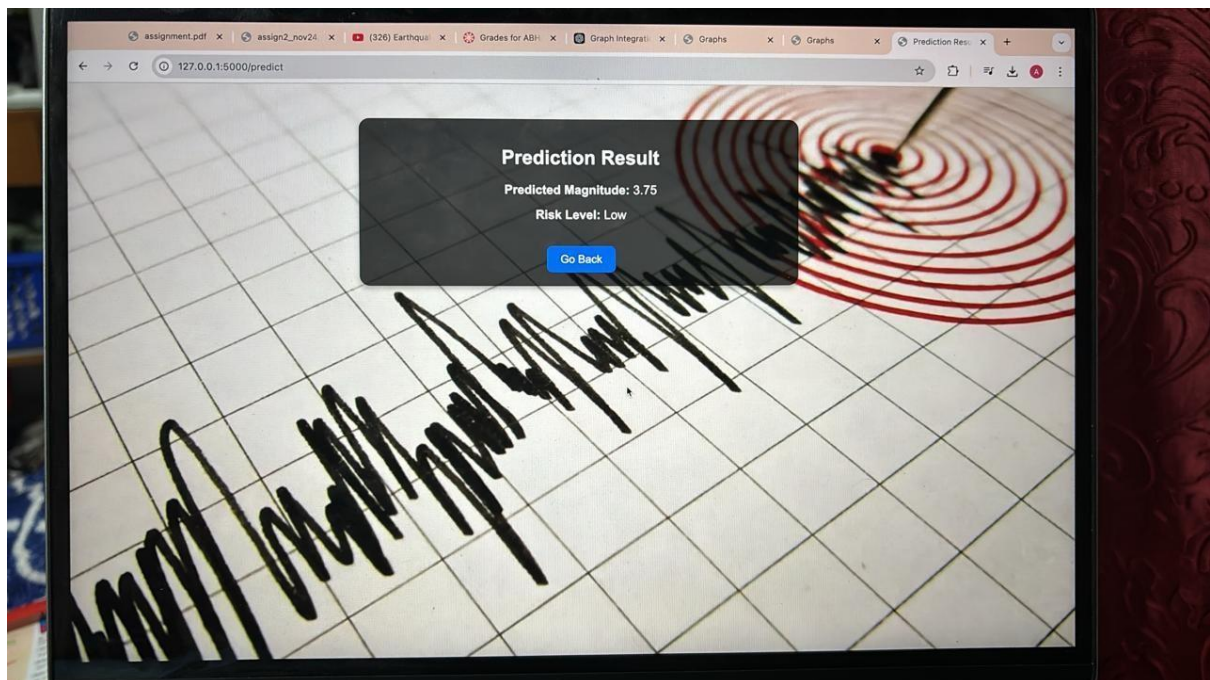 assignment.pdf
assign2_nov24
(326) Earthqua
Grades for ABH
Graph Integrati
Graphs
Graphs
Prediction Resu
127.0.0.1:5000/predict
A
Prediction Result
Predicted Magnitude: 3.75
Risk Level: Low
Go Back